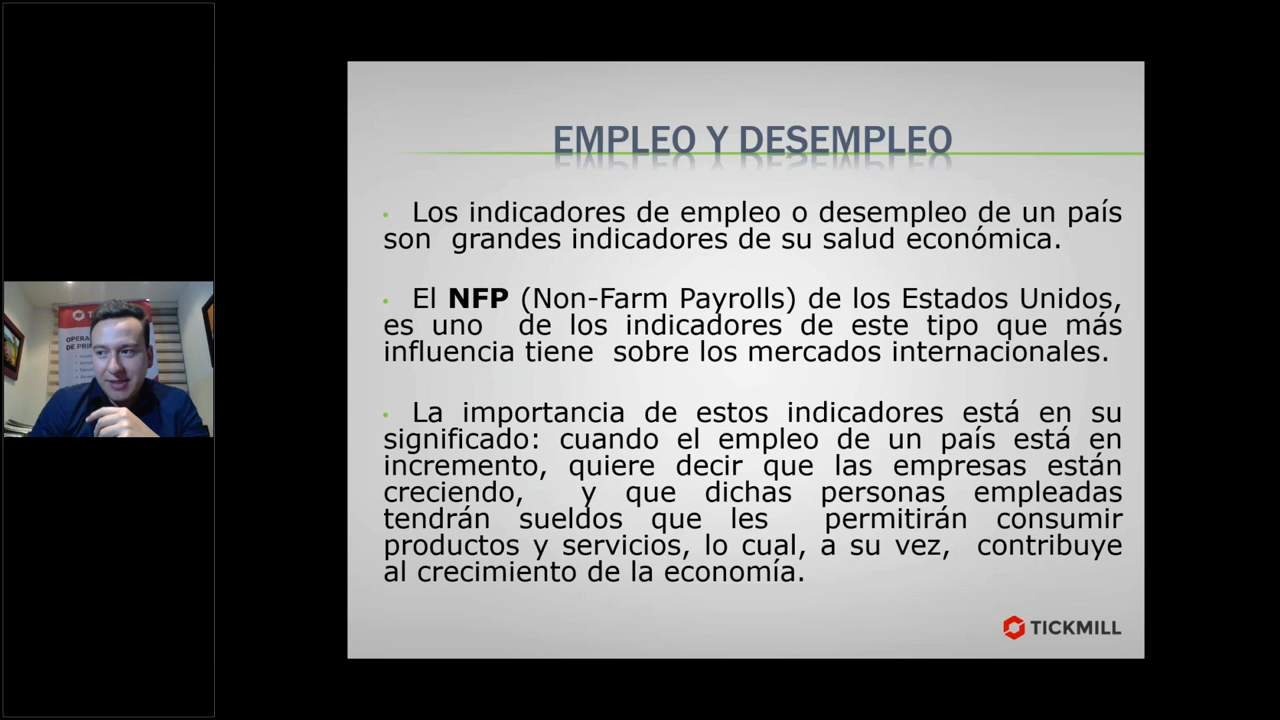 EMPLEO Y DESEMPLEO
• Los indicadores de empleo o desempleo de un país
son grandes indicadores de su salud económica.
• El NFP (Non-Farm Payrolls) de los Estados Unidos,
es uno de los indicadores de este tipo que más
influencia tiene sobre los mercados internacionales.
• La importancia de estos indicadores está en su
significado: cuando el empleo de un país está en
incremento, quiere decir que las empresas están
creciendo, y que dichas personas empleadas
tendrán sueldos que les permitirán consumir
productos y servicios, lo cual, a su vez, contribuye
al crecimiento de la economía.
TICKMILL